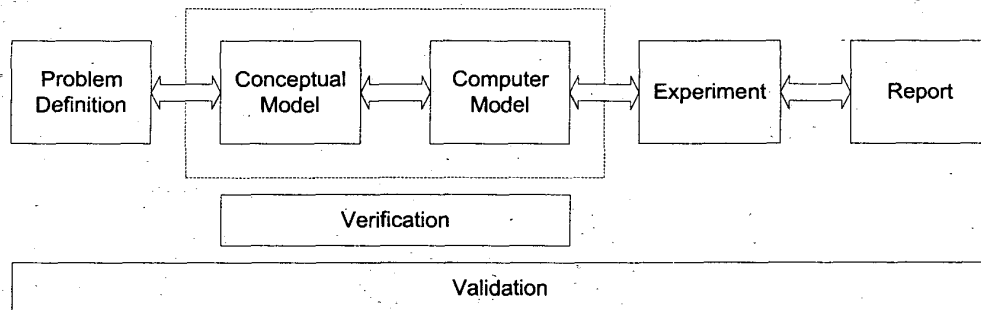 Problem
Definition
Conceptual
Model
Computer
Model
Experiment
Report
Verification
Validation